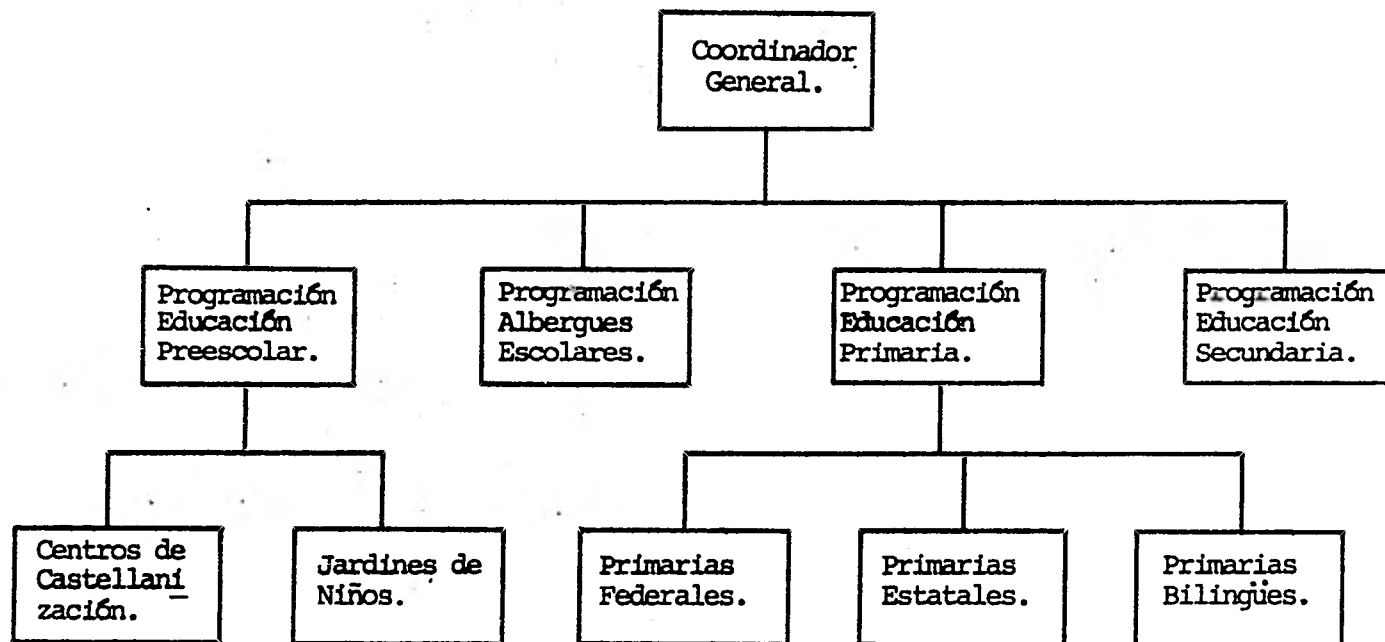 Coordinador
General.
Programación
Educación
Preescolar.
Programación
Albergues
Escolares.
Programación
Educación
Primaria.
Programación
Educación
Secundaria.
Centros de
Castellani
zación.
Jardines de
Niños.
Primarias
Federales.
Primarias
Estatales.
Primarias
Bilingües.